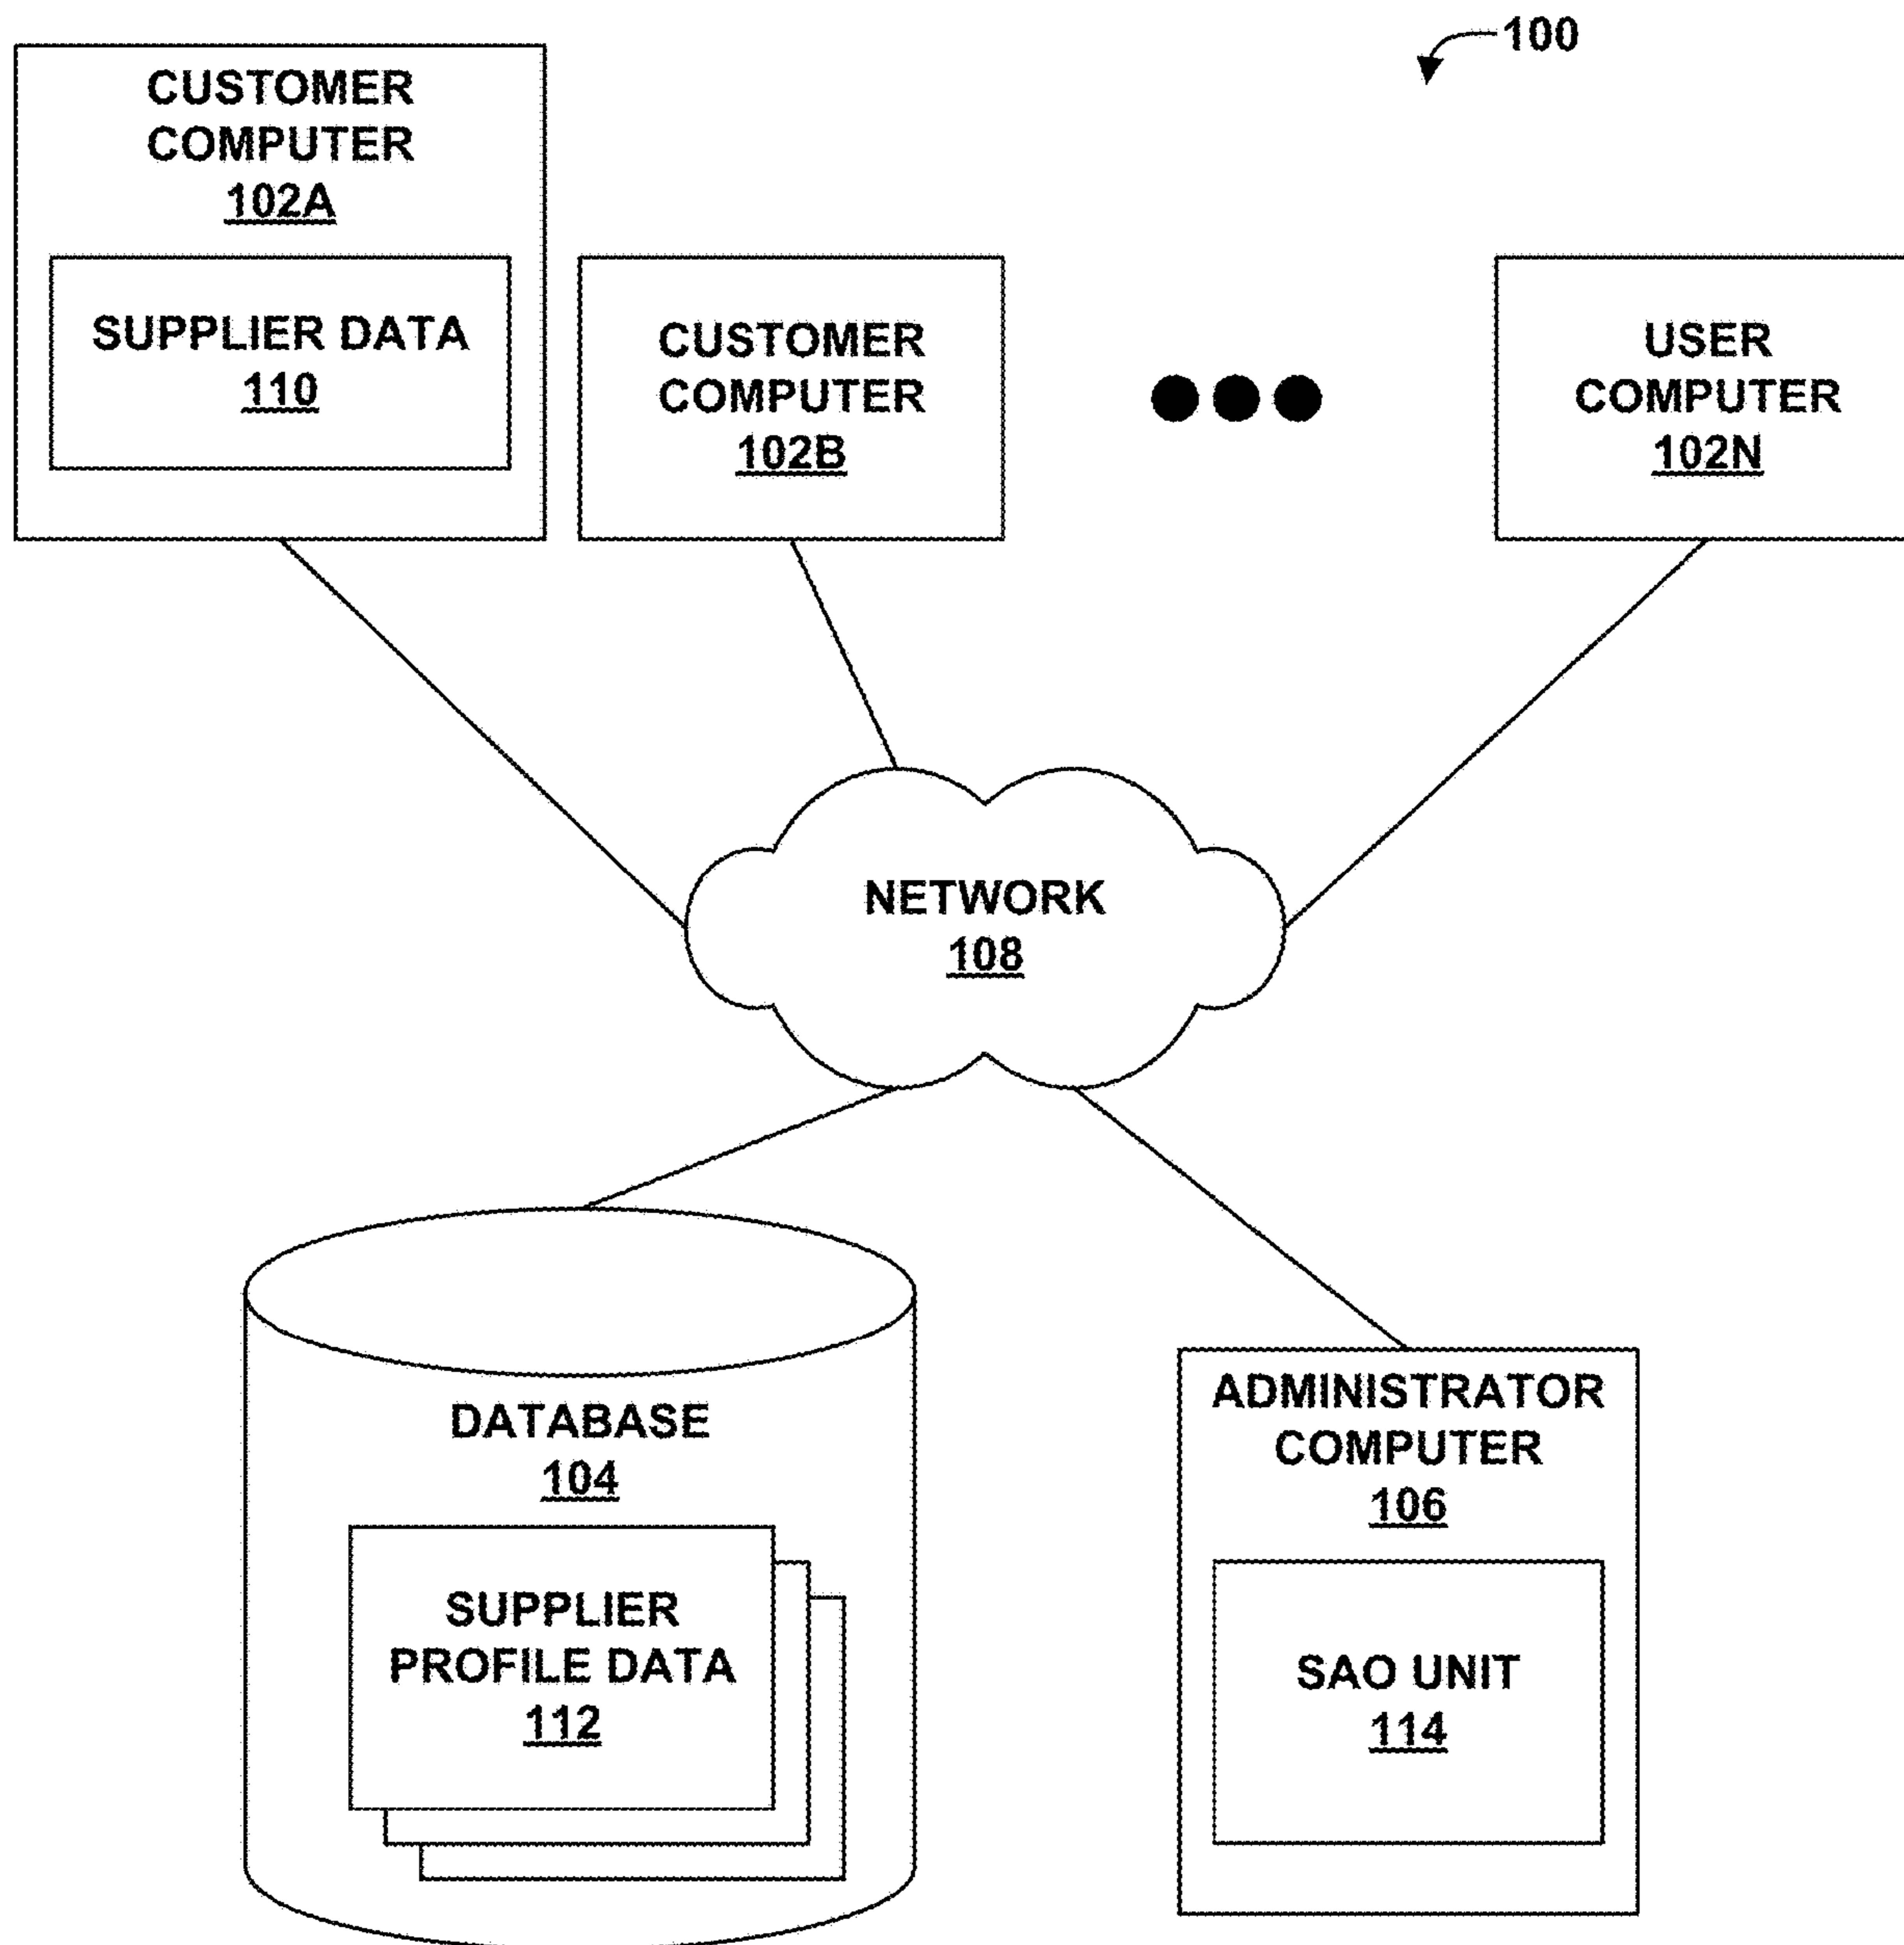 100
CUSTOMER
COMPUTER
102A
SUPPLIER DATA
110
CUSTOMER
COMPUTER
102B
USER
COMPUTER
102N
NETWORK
108
DATABASE
104
SUPPLIER
PROFILE DATA
112
ADMINISTRATOR
COMPUTER
106
SAO UNIT
114